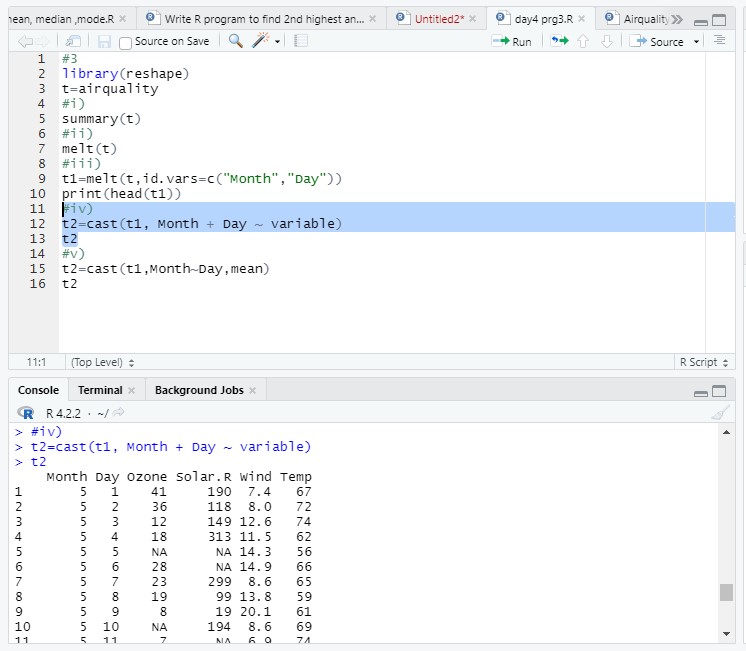 nean, median ,mode.R
Write R program to find 2nd highest an...
Untitled2*
day4 prg3.R
Airquality
Source on Save
Run
Source
1 #3
2 library(reshape)
3 t=airquality
4 #i)
5 summary(t)
6 #ii)
7 melt(t)
8 #iii)
9 t1=melt(t,id.vars=c("Month","Day"))
10 print(head(t1))
11 #iv)
12 t2=cast(t1, Month + Day ~ variable)
13 t2
14 #v)
15 t2=cast(t1,Month~Day,mean)
16 t2
11:1 (Top Level) R Script
Console Terminal Background Jobs
R 4.2.2 · ~/
> #iv)
> t2=cast(t1, Month + Day ~ variable)
> t2
Month Day Ozone Solar.R Wind Temp
1 5 1 41 190 7.4 67
2 5 2 36 118 8.0 72
3 5 3 12 149 12.6 74
4 5 4 18 313 11.5 62
5 5 5 NA NA 14.3 56
6 5 6 28 NA 14.9 66
7 5 7 23 299 8.6 65
8 5 8 19 99 13.8 59
9 5 9 8 19 20.1 61
10 5 10 NA 194 8.6 69
11 5 11 7 NA 6.9 74